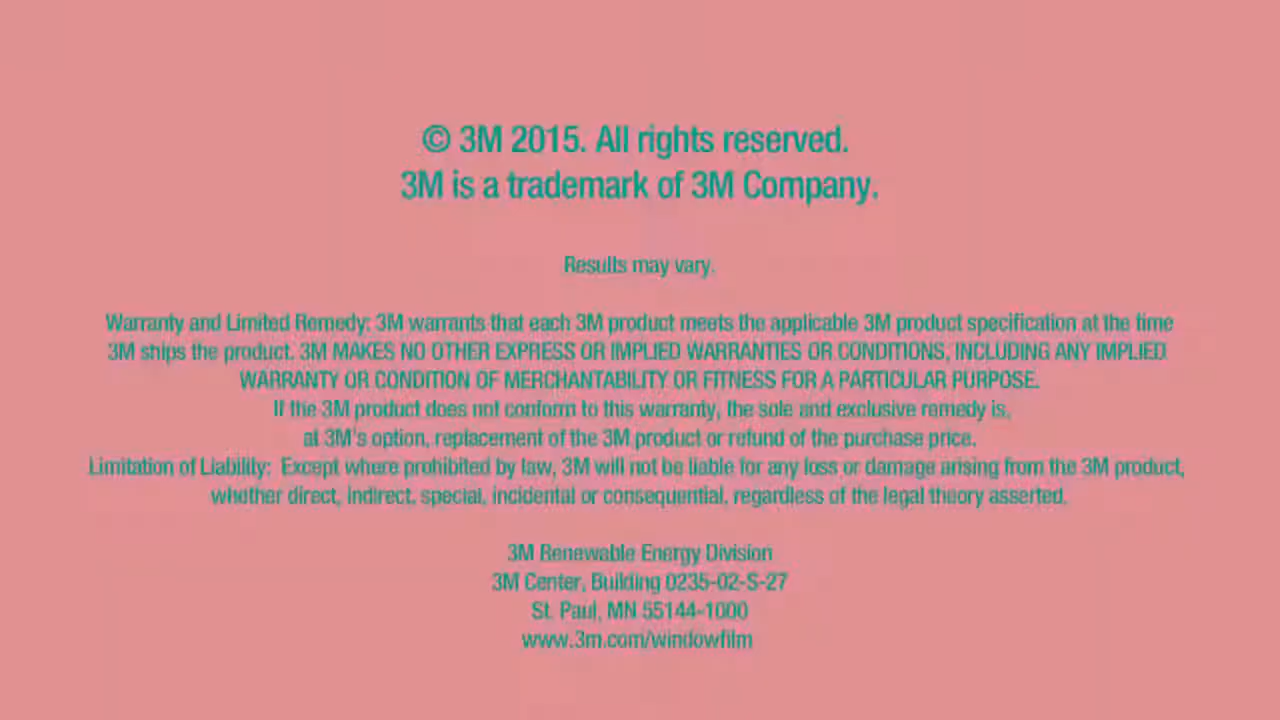 © 3M 2015. All rights reserved.
3M is a trademark of 3M Company.
Results may vary.
Warranty and Limited Remedy: 3M warrants that each 3M product meets the applicable 3M product specification at the time
3M ships the product. 3M MAKES NO OTHER EXPRESS OR IMPLIED WARRANTIES OR CONDITIONS, INCLUDING ANY IMPLIED
WARRANTY OR CONDITION OF MERCHANTABILITY OR FITNESS FOR A PARTICULAR PURPOSE.
If the 3M product does not conform to this warranty, the sole and exclusive remedy is,
at 3M's option, replacement of the 3M product or refund of the purchase price.
Limitation of Liability: Except where prohibited by law, 3M will not be liable for any loss or damage arising from the 3M product,
whether direct, indirect, special, incidental or consequential, regardless of the legal theory asserted.
3M Renewable Energy Division
3M Center, Building 0235-02-S-27
St. Paul, MN 55144-1000
www.3m.com/windowfilm